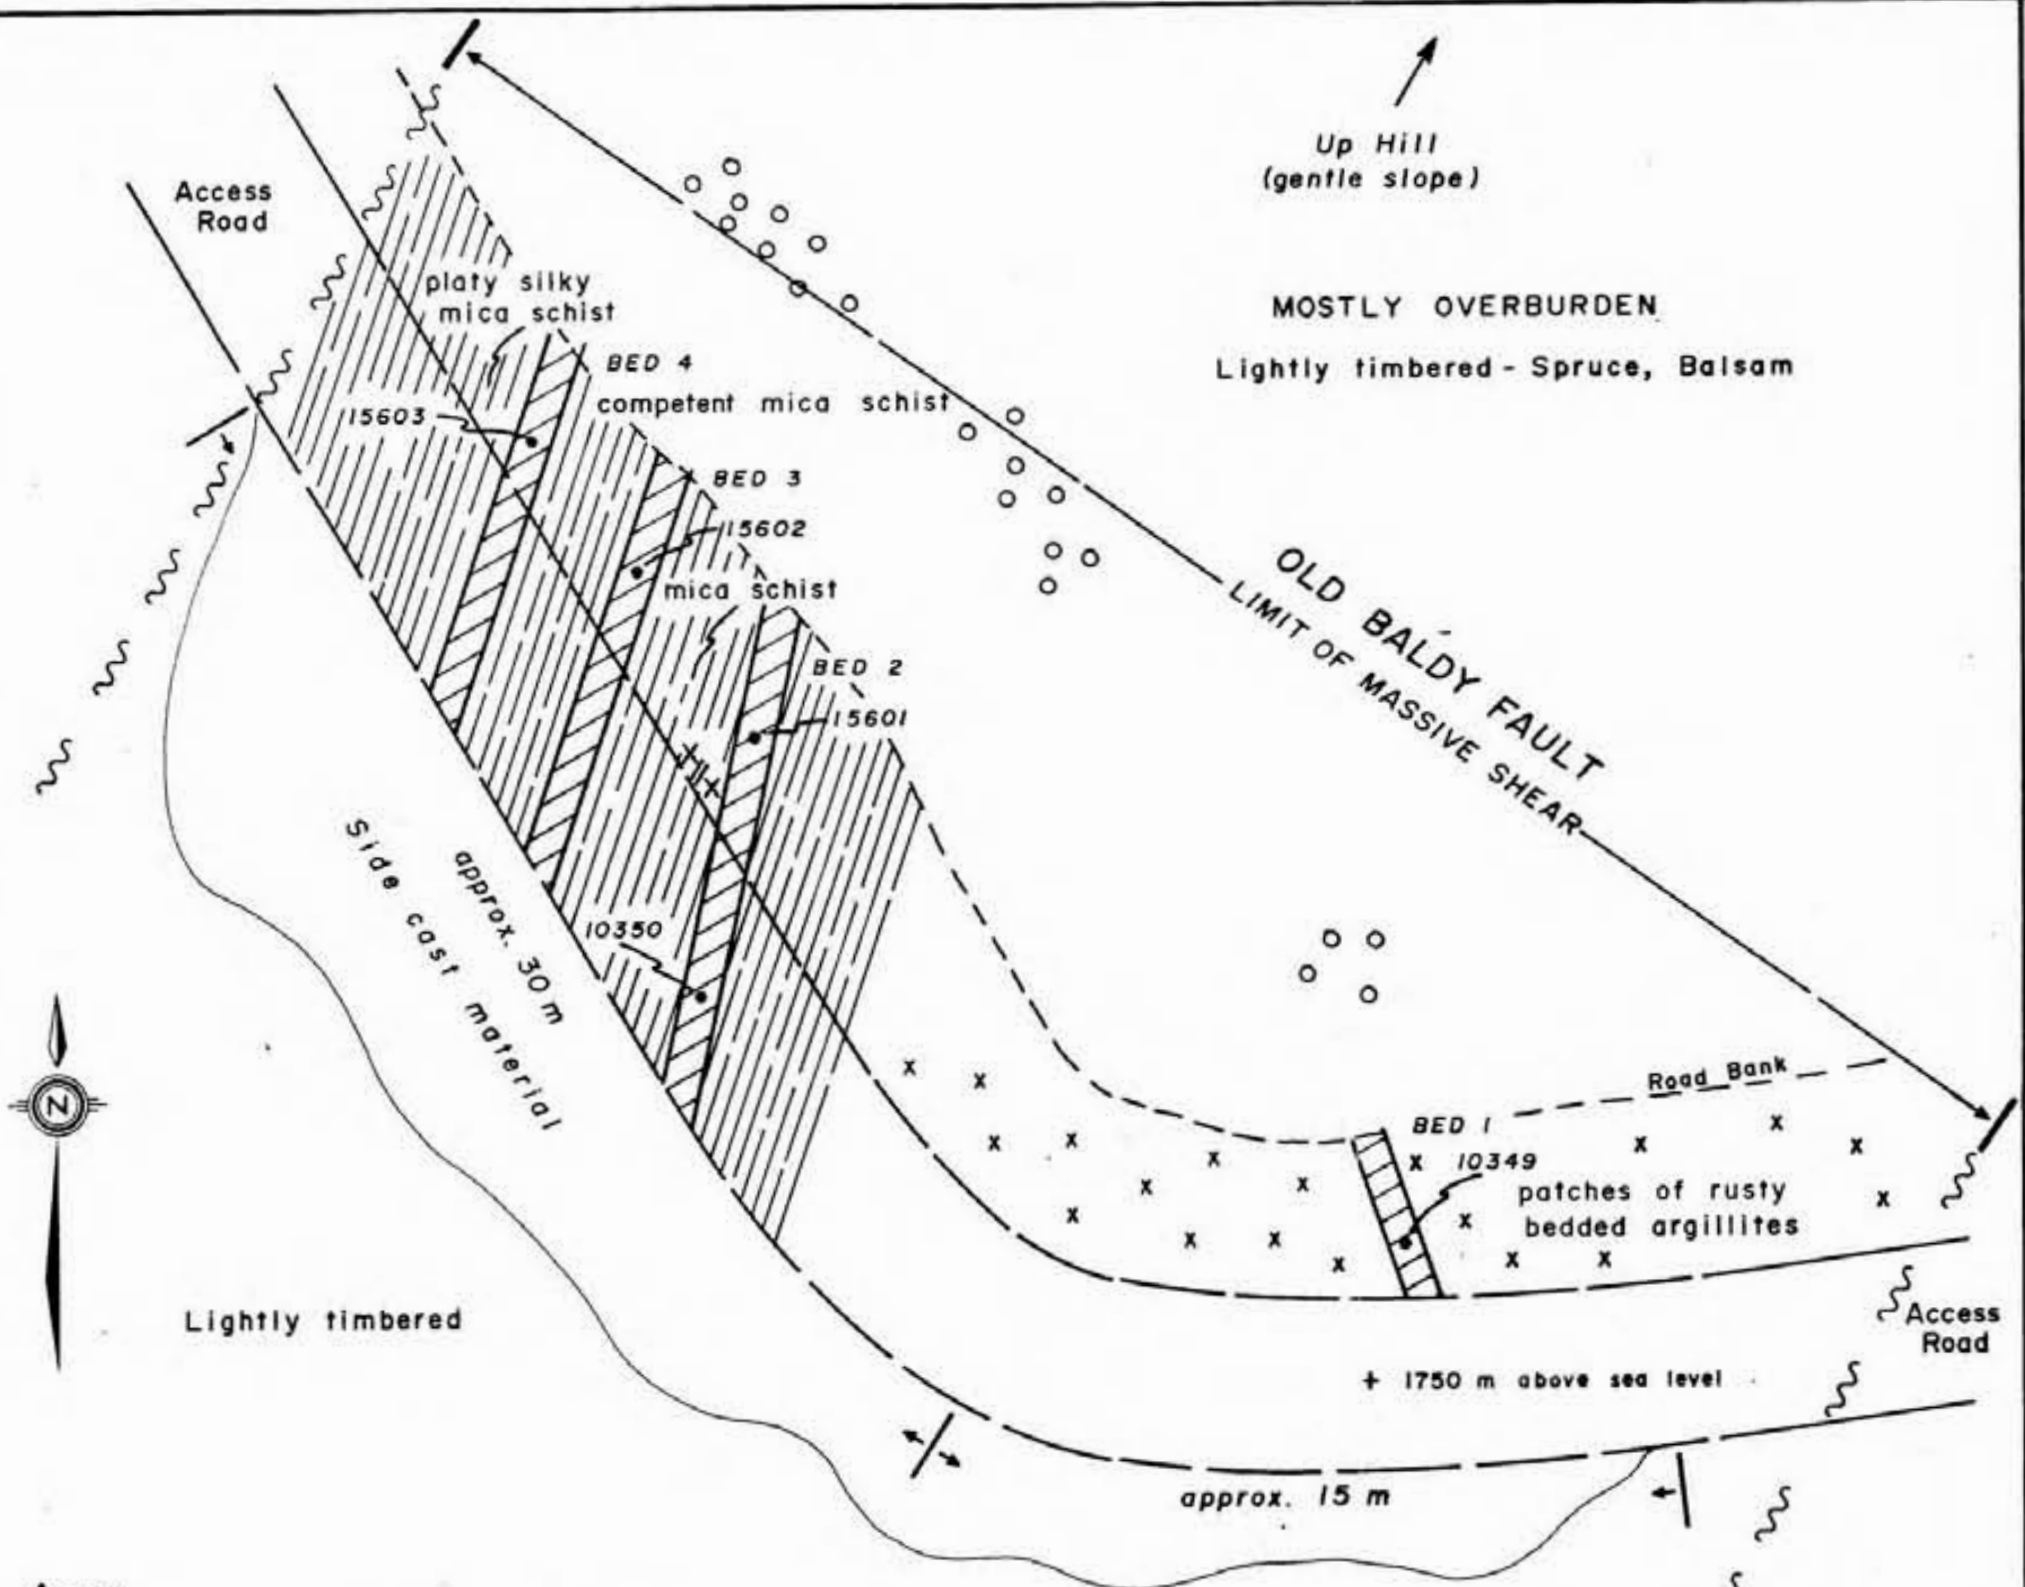 Up Hill
(gentle slope)
Access
Road
platy silky
mica schist
MOSTLY OVERBURDEN
Lightly timbered - Spruce, Balsam
BED 4
competent mica schist
15603
BED 3
15602
mica schist
OLD BALDY FAULT
LIMIT OF MASSIVE SHEAR
BED 2
15601
approx. 30 m
Side cast material
10350
N
Road Bank
BED 1
10349
patches of rusty
bedded argillites
Lightly timbered
Access
Road
+ 1750 m above sea level
approx. 15 m